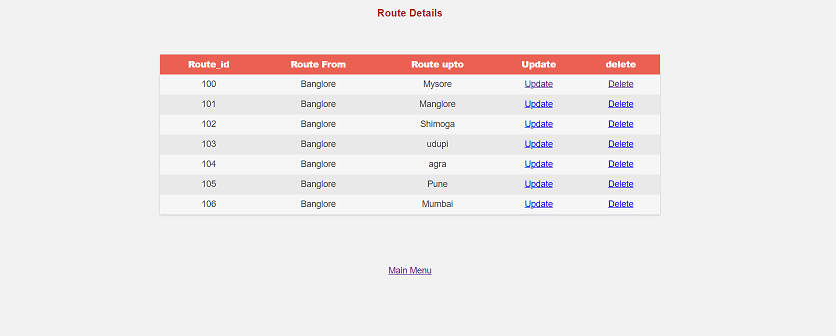 Route Details
Route_id Route From Route upto Update delete
100 Banglore Mysore Update Delete
101 Banglore Manglore Update Delete
102 Banglore Shimoga Update Delete
103 Banglore udupi Update Delete
104 Banglore agra Update Delete
105 Banglore Pune Update Delete
106 Banglore Mumbai Update Delete
Main Menu